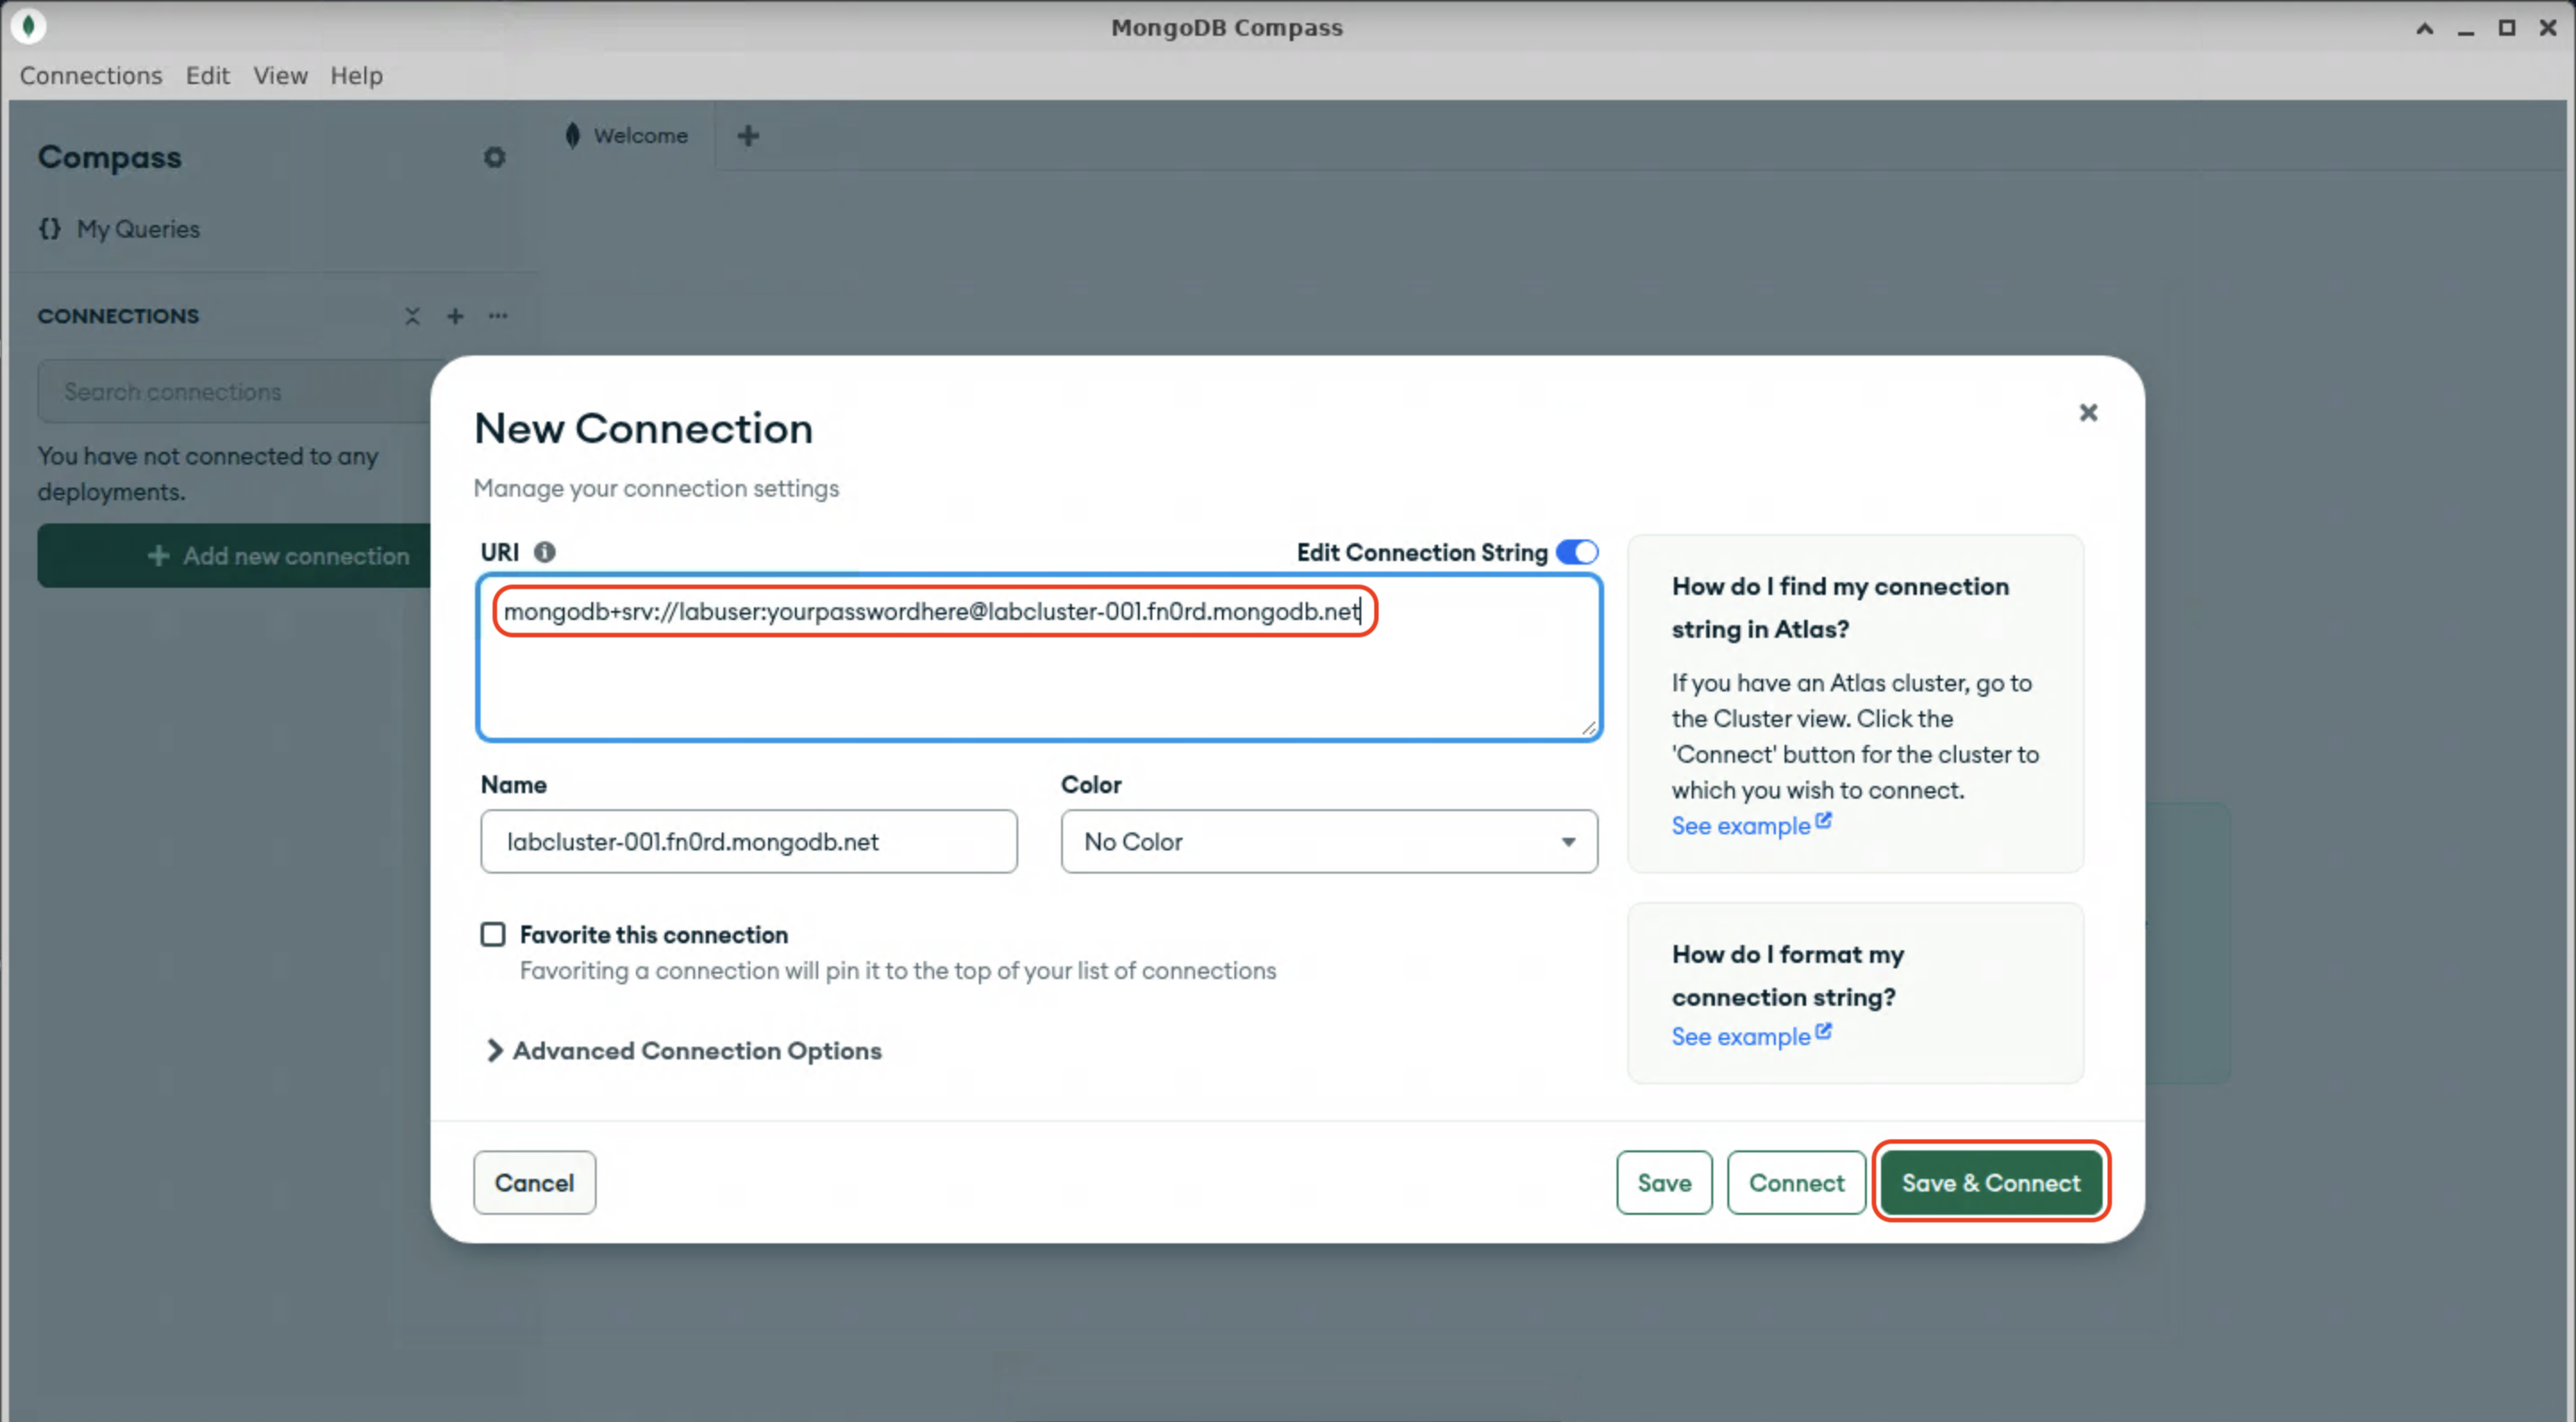 MongoDB Compass
Connections Edit View Help
Compass
Welcome
{} My Queries
CONNECTIONS
Search connections
You have not connected to any
deployments.
Add new connection
New Connection
Manage your connection settings
URI
Edit Connection String
mongodb+srv://labuser:yourpasswordhere@labcluster-001.fn0rd.mongodb.net
Name
Color
labcluster-001.fn0rd.mongodb.net
No Color
Favorite this connection
Favoriting a connection will pin it to the top of your list of connections
Advanced Connection Options
How do I find my connection
string in Atlas?
If you have an Atlas cluster, go to
the Cluster view. Click the
'Connect' button for the cluster to
which you wish to connect.
See example
How do I format my
connection string?
See example
Cancel
Save
Connect
Save & Connect